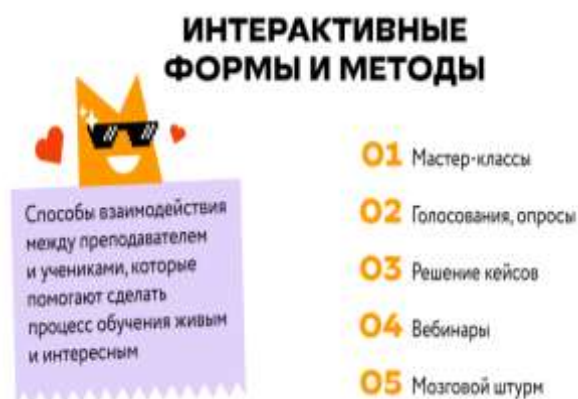 ИНТЕРАКТИВНЫЕ
ФОРМЫ И МЕТОДЫ
Способы взаимодействия
между преподавателем
и учениками, которые
помогают сделать
процесс обучения живым
и интересным
01 Мастер-классы
02 Голосования, опросы
03 Решение кейсов
04 Вебинары
05 Мозговой штурм